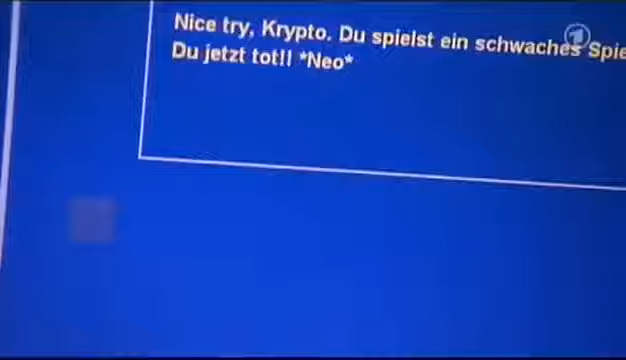 Nice try, Krypto. Du spielst ein schwaches
Du jetzt tot!! *Neo*